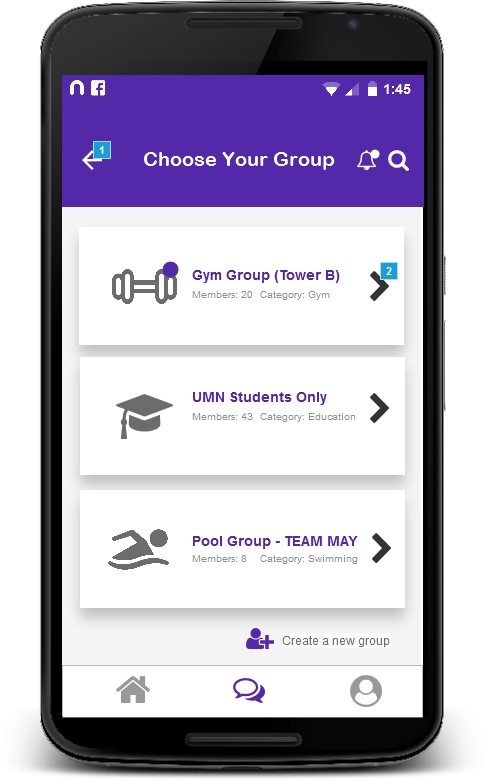 1:45
1
Choose Your Group
2
Gym Group (Tower B)
Members: 20 Category: Gym
UMN Students Only
Members: 43 Category: Education
Pool Group - TEAM MAY
Members: 8 Category: Swimming
Create a new group